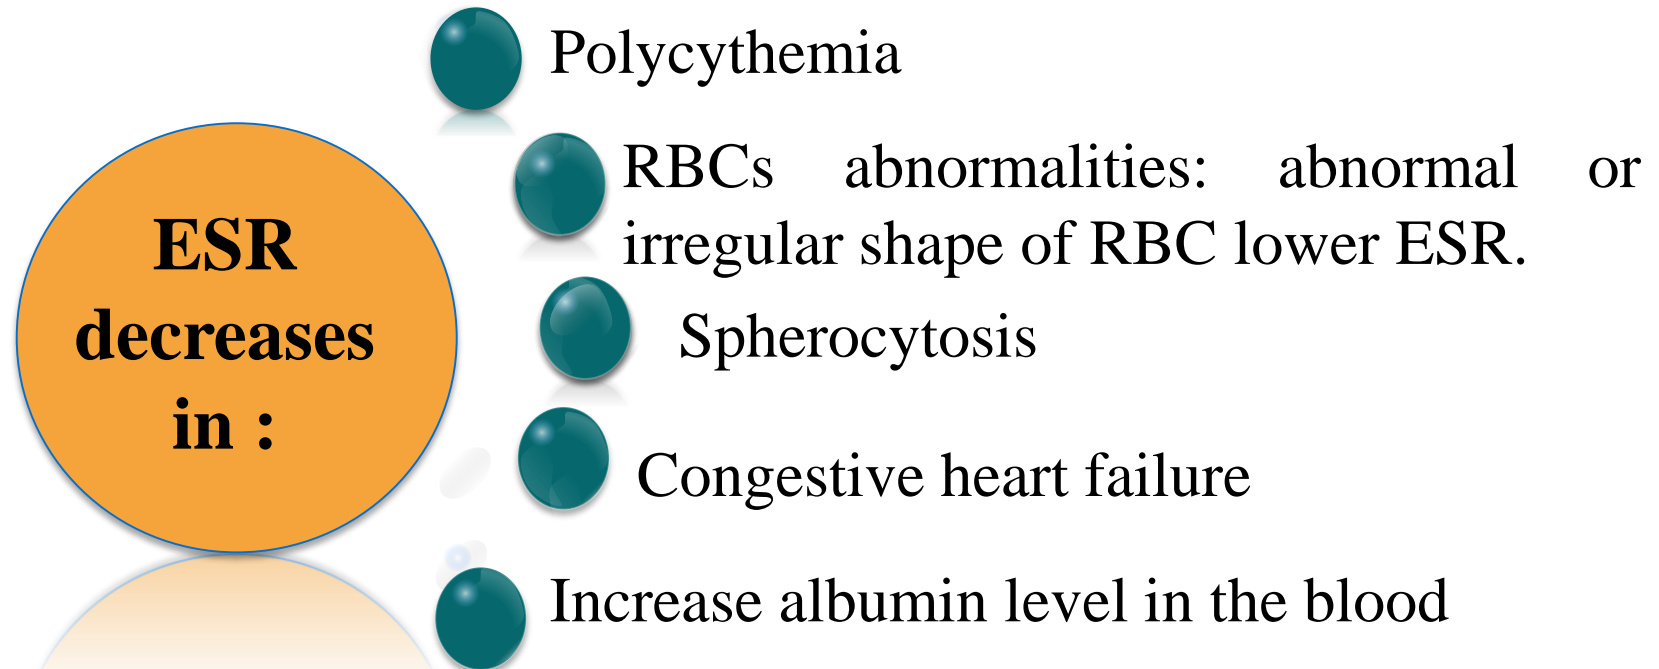 ESR
decreases
in :
Polycythemia
RBCs abnormalities: abnormal or
irregular shape of RBC lower ESR.
Spherocytosis
Congestive heart failure
Increase albumin level in the blood